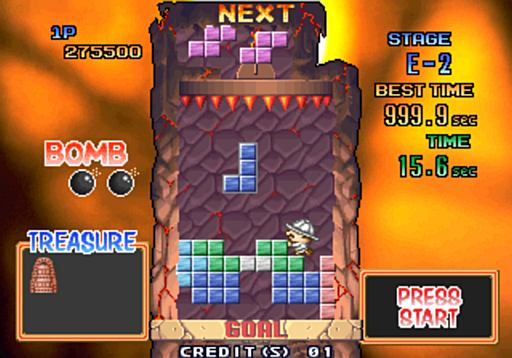 NEXT
1P
275500
STAGE
E-2
BEST TIME
999.9 sec
TIME
15.6 sec
BOMB
TREASURE
PRESS
START
GOAL
CREDIT(S) 01